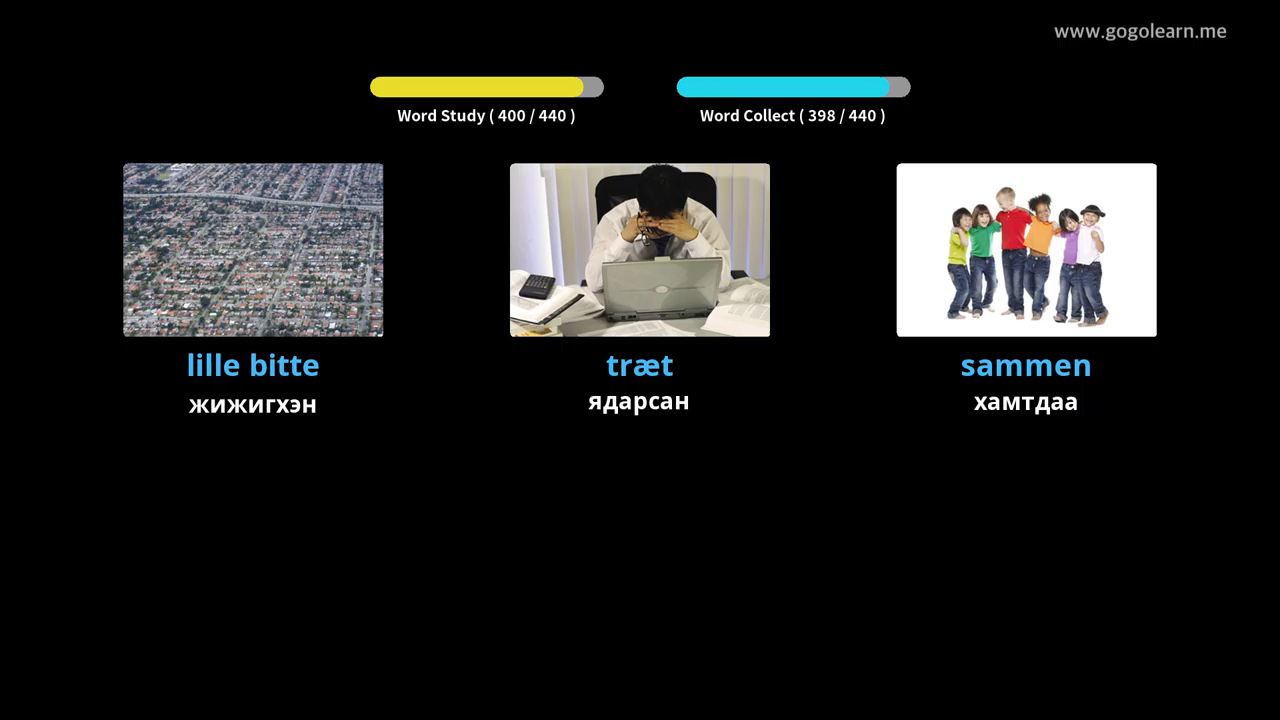 www.gogolearn.me
Word Study ( 400 / 440 )
Word Collect ( 398 / 440 )
lille bitte
жижигхэн
træt
ядарсан
sammen
хамтдаа